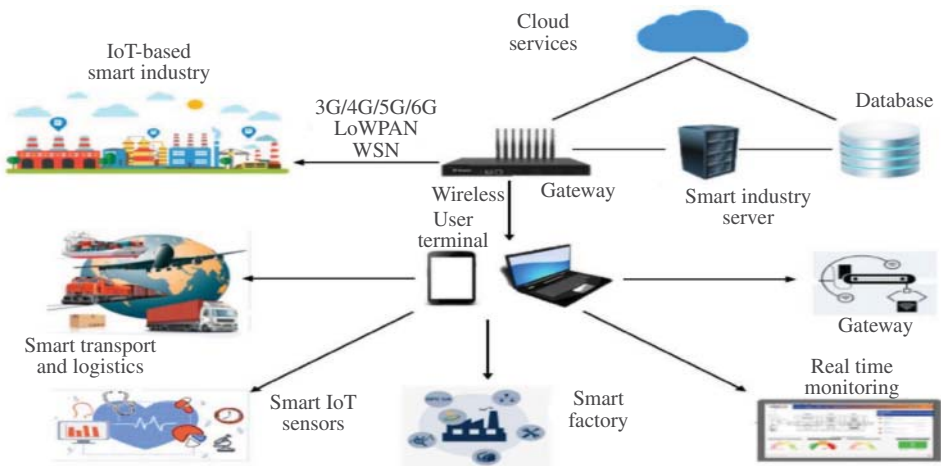 Cloud
services
IoT-based
smart industry
3G/4G/5G/6G
LoWPAN
WSN
Database
Wireless
Gateway
Smart industry
server
User
terminal
Smart transport
and logistics
Gateway
Smart IoT
sensors
Smart
factory
Real time
monitoring